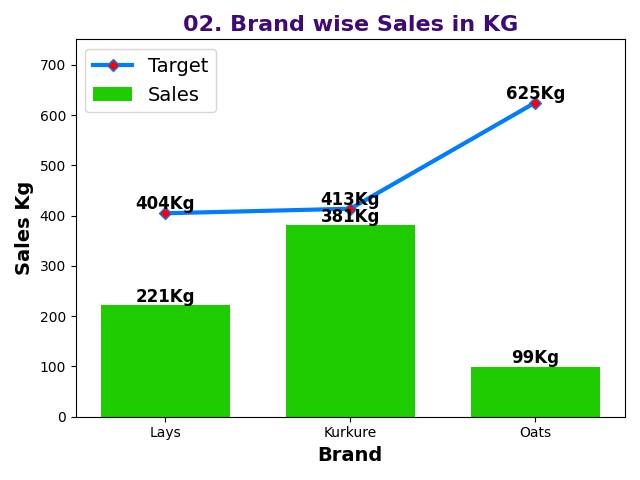 02. Brand wise Sales in KG
Target
Sales
700
600
500
400
300
200
100
0
Sales Kg
404Kg
413Kg
625Kg
221Kg
381Kg
99Kg
Lays
Kurkure
Oats
Brand